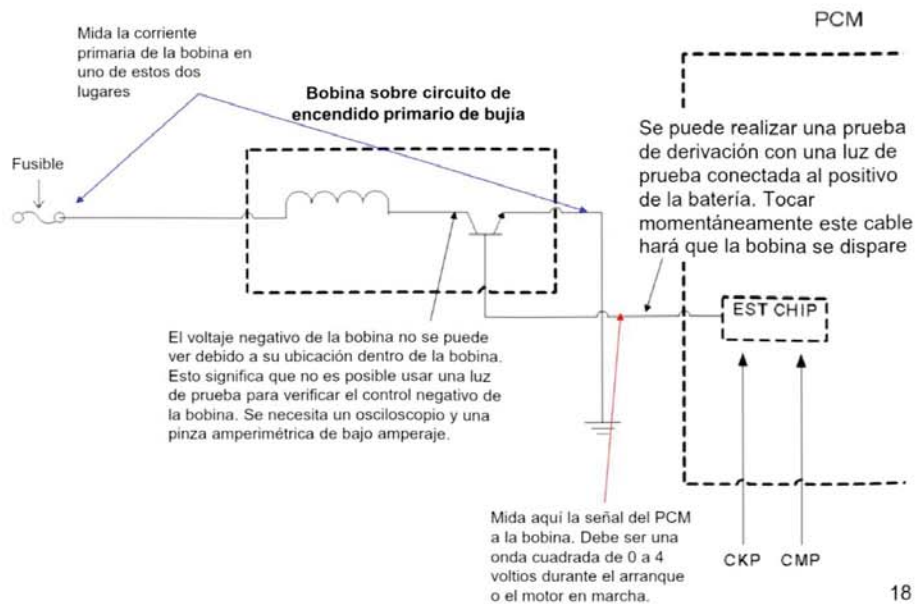 PCM
Mida la corriente
primaria de la bobina en
uno de estos dos
lugares
Bobina sobre circuito de
encendido primario de bujía
Se puede realizar una prueba
de derivación con una luz de
prueba conectada al positivo
de la batería. Tocar
momentáneamente este cable
hará que la bobina se dispare
Fusible
EST CHIP
El voltaje negativo de la bobina no se puede
ver debido a su ubicación dentro de la bobina.
Esto significa que no es posible usar una luz
de prueba para verificar el control negativo de
la bobina. Se necesita un osciloscopio y una
pinza amperimétrica de bajo amperaje.
Mida aquí la señal del PCM
a la bobina. Debe ser una
onda cuadrada de 0 a 4
voltios durante el arranque
o el motor en marcha.
CKP CMP
18